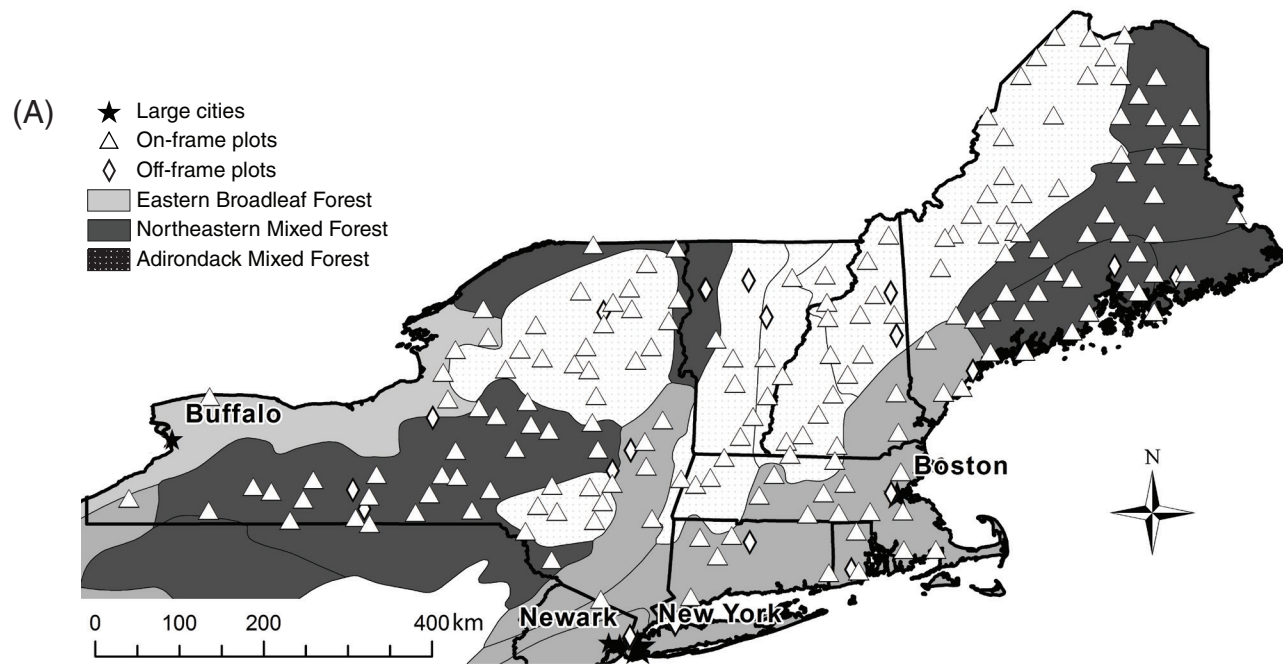 (A)
Large cities
On-frame plots
Off-frame plots
Eastern Broadleaf Forest
Northeastern Mixed Forest
Adirondack Mixed Forest
Buffalo
Boston
N
Newark
New York
0 100 200 400 km